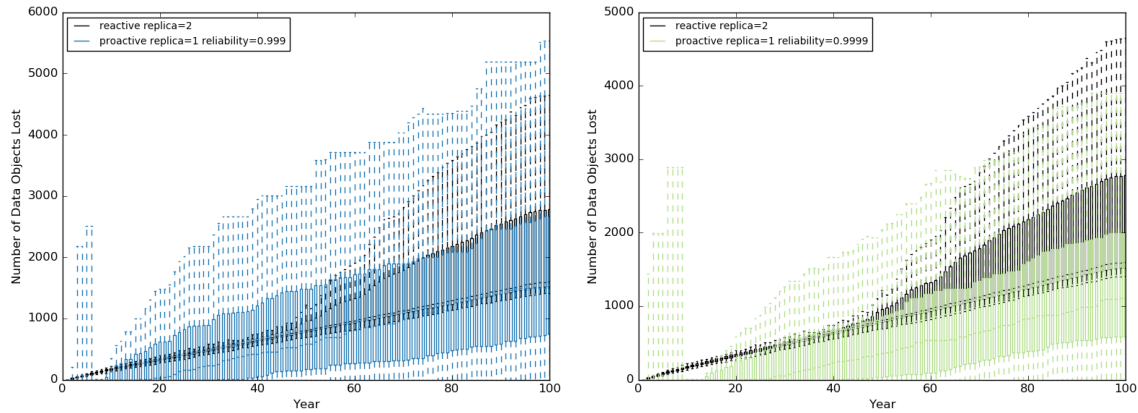 reactive replica=2
proactive replica=1 reliability=0.999
Number of Data Objects Lost
6000
5000
4000
3000
2000
1000
0
0 20 40 60 80 100
Year
reactive replica=2
proactive replica=1 reliability=0.9999
Number of Data Objects Lost
5000
4000
3000
2000
1000
0
0 20 40 60 80 100
Year